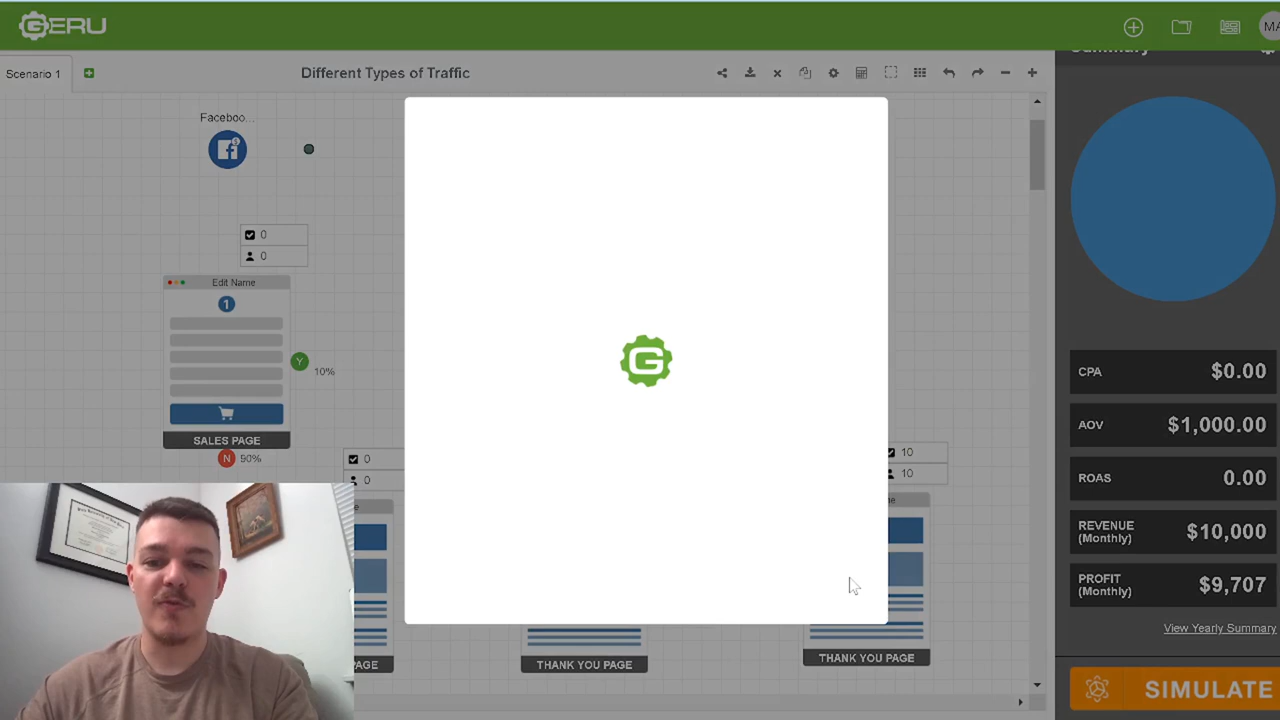 GERU
MA
Scenario 1
Different Types of Traffic
Summary
Faceboo...
$
0
0
Edit Name
1
Y
10%
SALES PAGE
N
90%
0
0
G
10
10
PAGE
THANK YOU PAGE
THANK YOU PAGE
CPA
$0.00
AOV
$1,000.00
ROAS
0.00
REVENUE
(Monthly)
$10,000
PROFIT
(Monthly)
$9,707
View Yearly Summary
SIMULATE